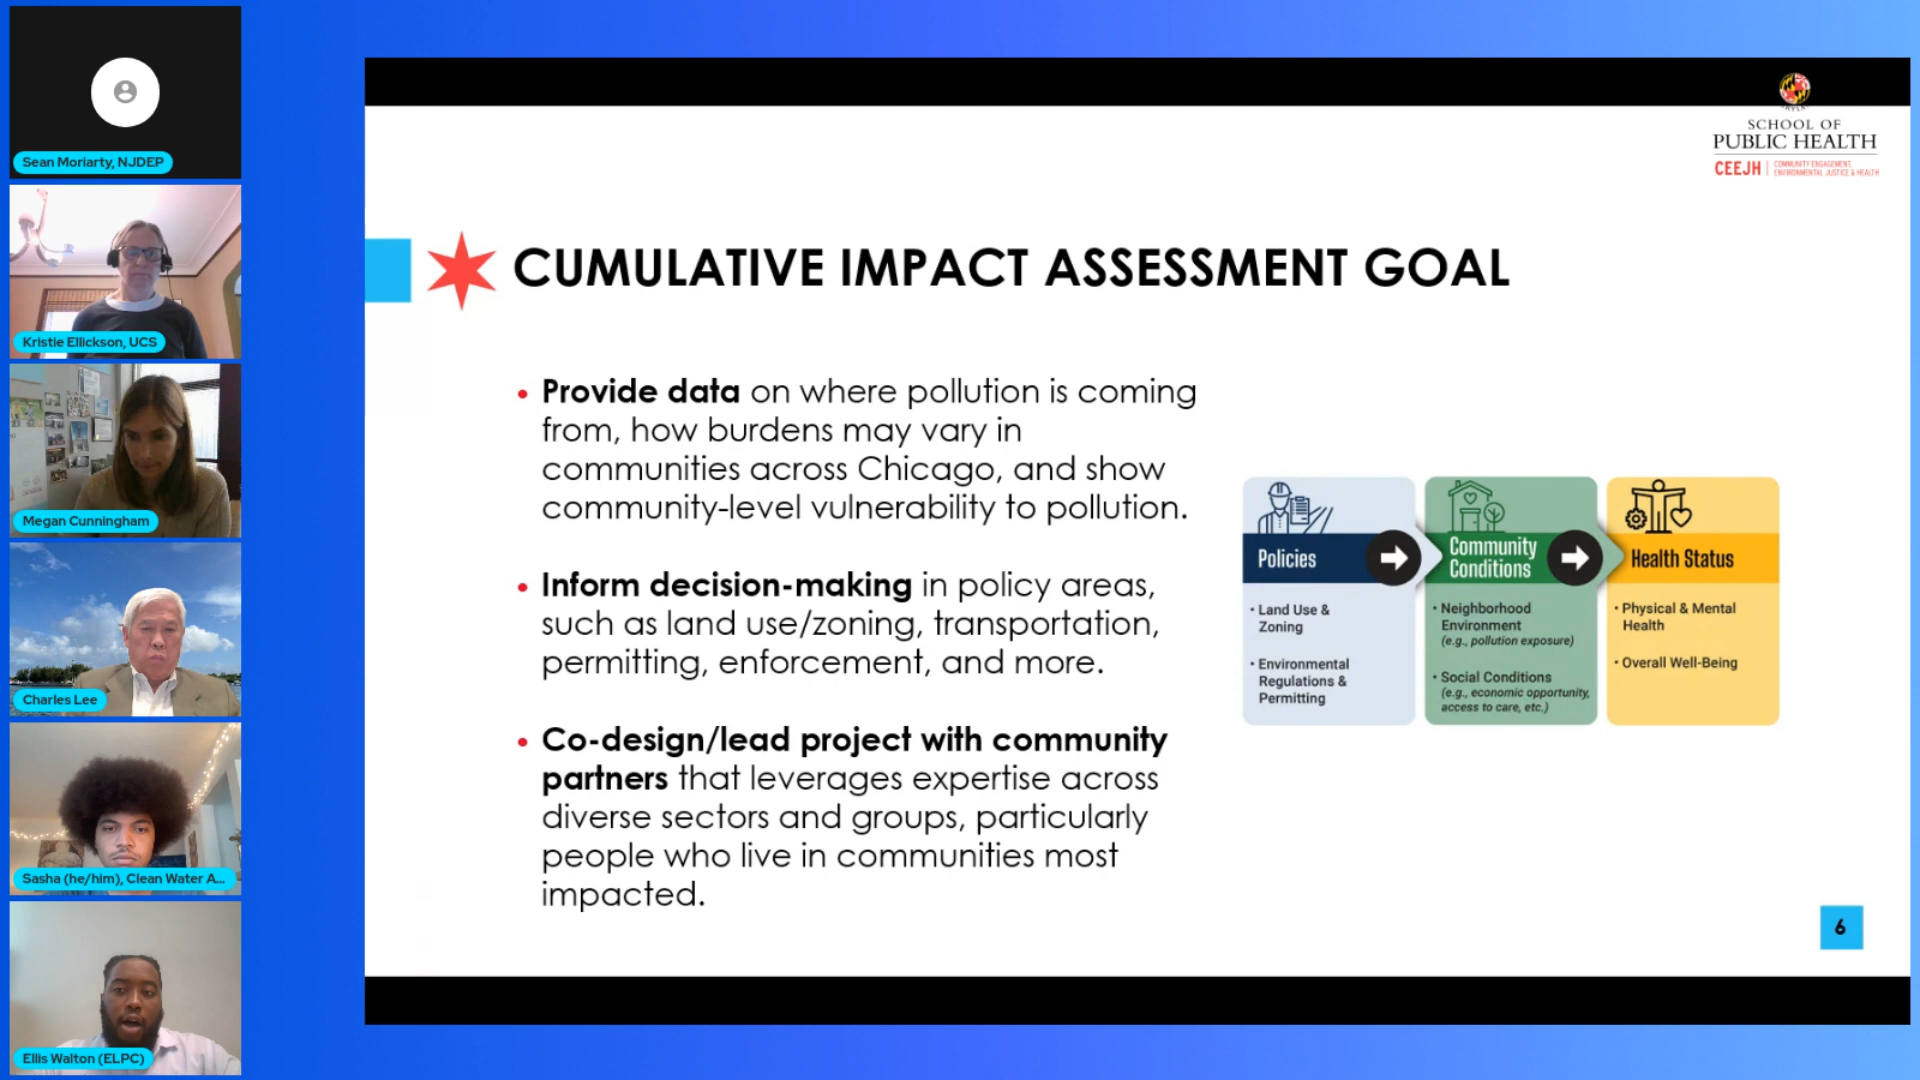 Sean Moriarty, NJDEP
Kristie Ellickson, UCS
Megan Cunningham
Charles Lee
Sasha (he/him), Clean Water A...
Ellis Walton (ELPC)
SCHOOL OF
PUBLIC HEALTH
CEEJH
COMMUNITY ENGAGEMENT,
ENVIRONMENTAL JUSTICE & HEALTH
CUMULATIVE IMPACT ASSESSMENT GOAL
• Provide data on where pollution is coming
from, how burdens may vary in
communities across Chicago, and show
community-level vulnerability to pollution.
• Inform decision-making in policy areas,
such as land use/zoning, transportation,
permitting, enforcement, and more.
• Co-design/lead project with community
partners that leverages expertise across
diverse sectors and groups, particularly
people who live in communities most
impacted.
Policies
• Land Use &
Zoning
• Environmental
Regulations &
Permitting
Community
Conditions
• Neighborhood
Environment
(e.g., pollution exposure)
• Social Conditions
(e.g., economic opportunity,
access to care, etc.)
Health Status
• Physical & Mental
Health
• Overall Well-Being
6